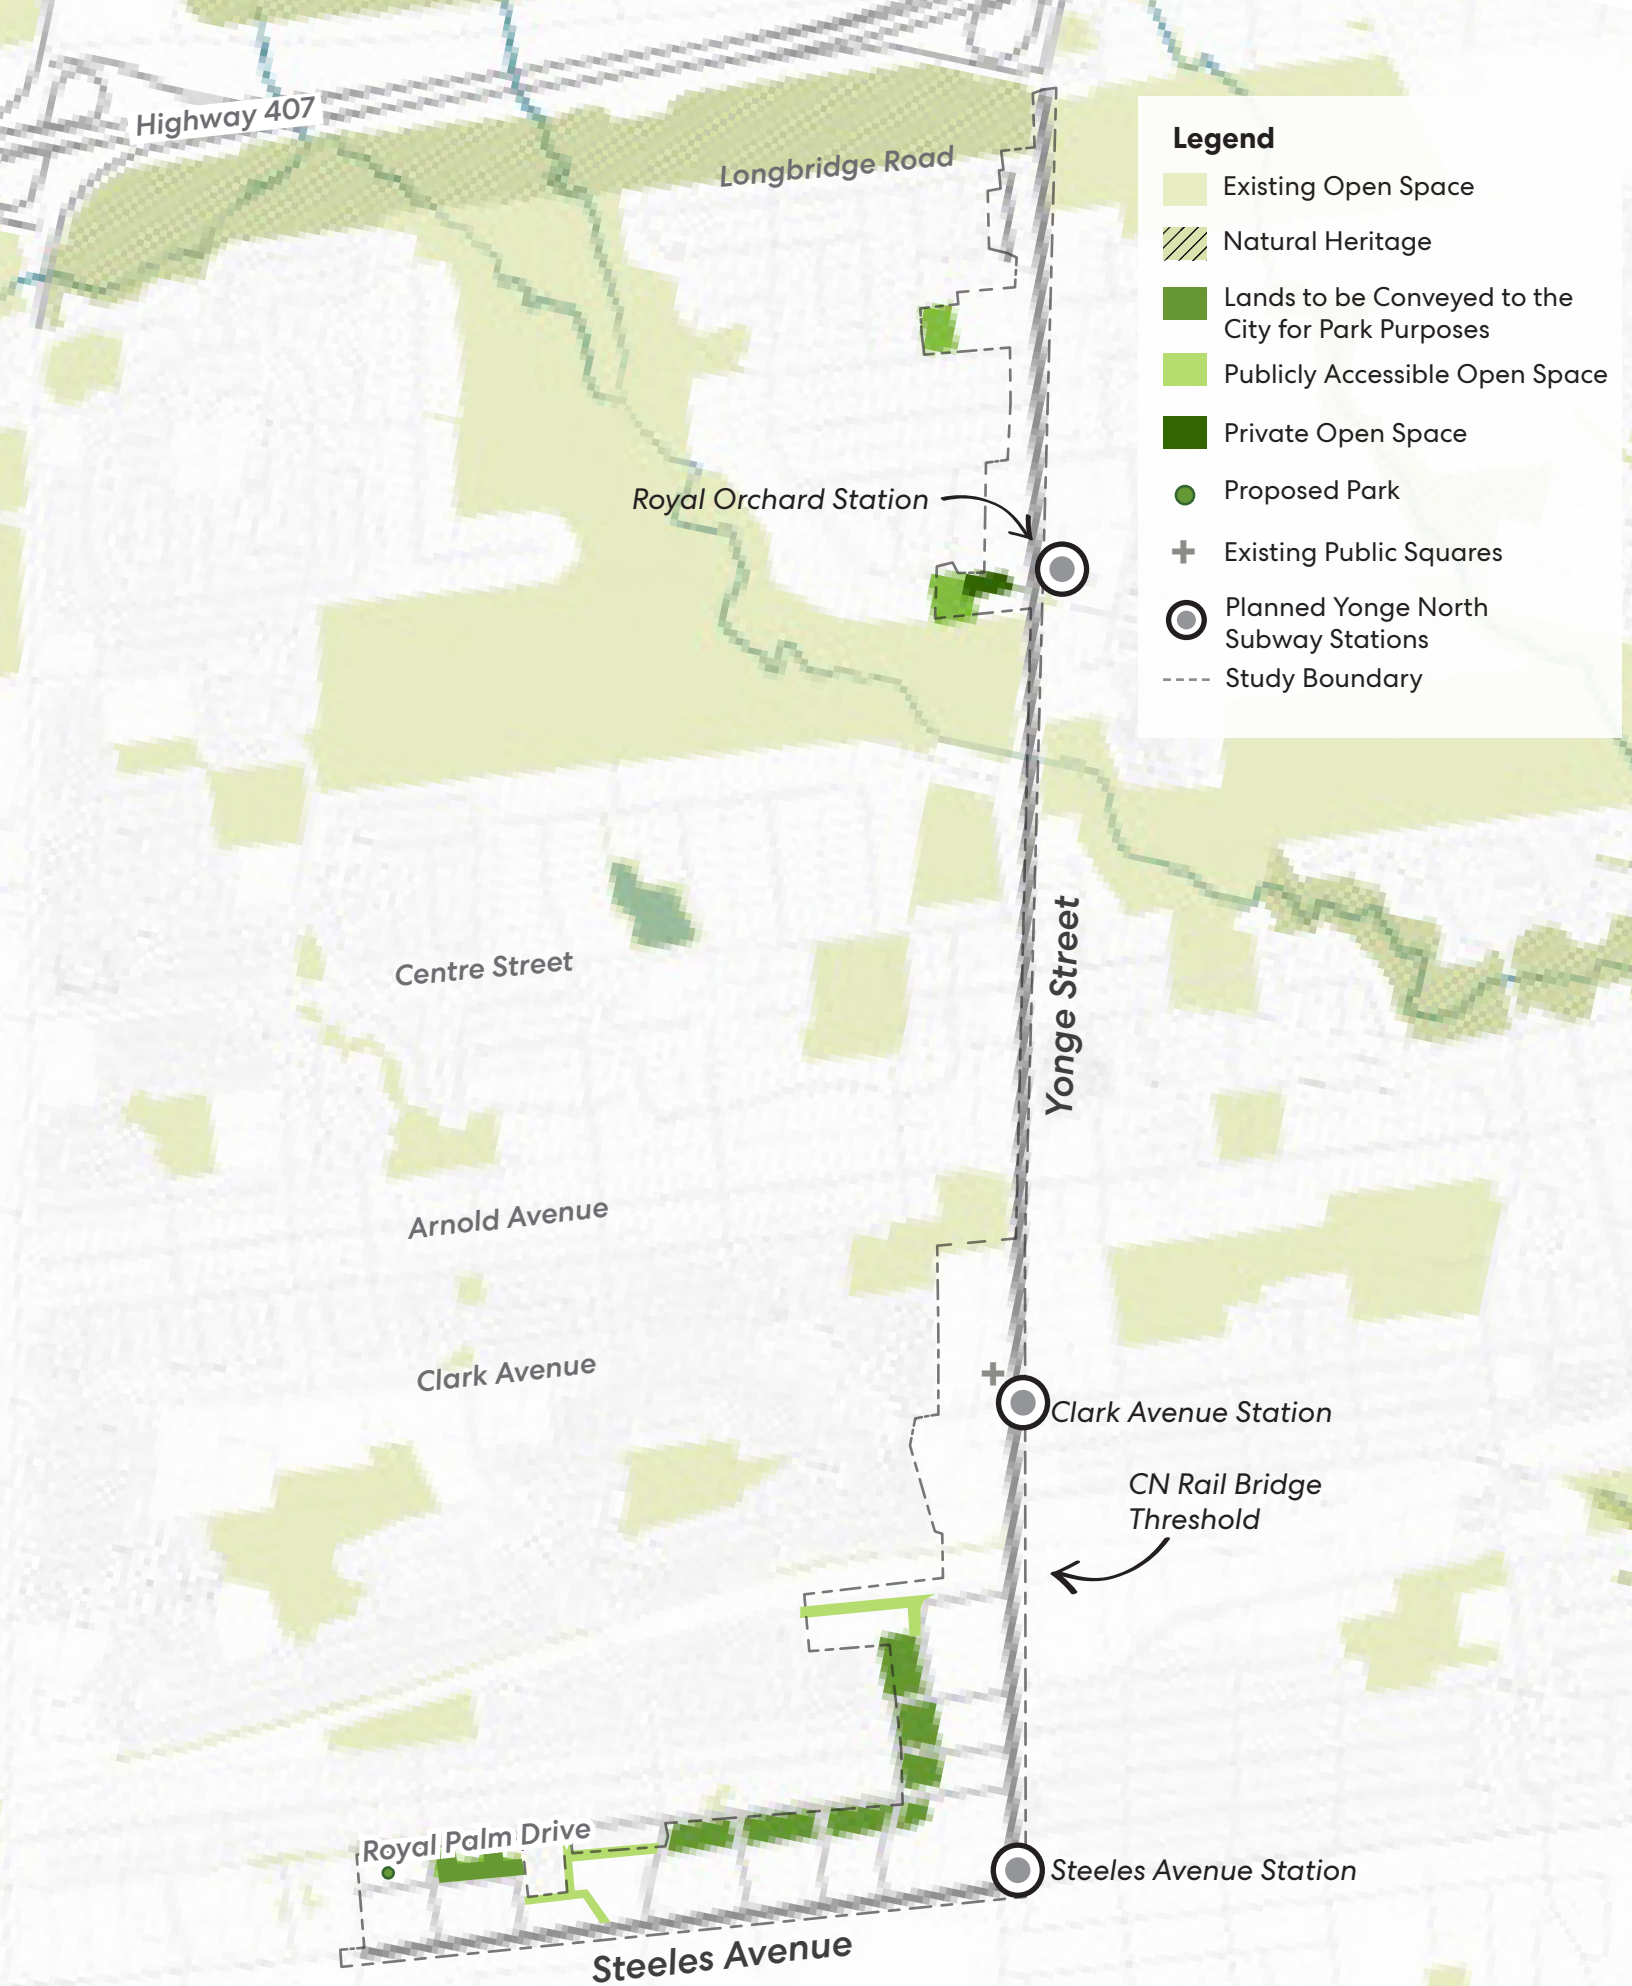 Highway 407
Longbridge Road
Legend
Existing Open Space
Natural Heritage
Lands to be Conveyed to the
City for Park Purposes
Publicly Accessible Open Space
Private Open Space
Proposed Park
Existing Public Squares
Planned Yonge North
Subway Stations
Study Boundary
Royal Orchard Station
Yonge Street
Centre Street
Arnold Avenue
Clark Avenue
Clark Avenue Station
CN Rail Bridge
Threshold
Royal Palm Drive
Steeles Avenue Station
Steeles Avenue